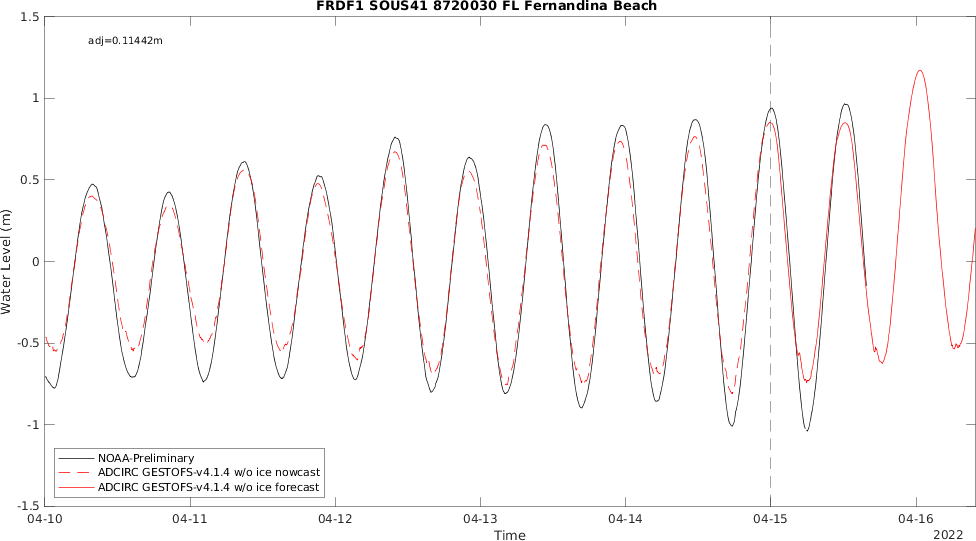 FRDF1 SOUS41 8720030 FL Fernandina Beach
1.5
adj=0.11442m
1
0.5
0
-0.5
-1
-1.5
Water Level (m)
NOAA-Preliminary
ADCIRC GESTOFS-v4.1.4 w/o ice nowcast
ADCIRC GESTOFS-v4.1.4 w/o ice forecast
04-10 04-11 04-12 04-13 04-14 04-15 04-16
Time
2022